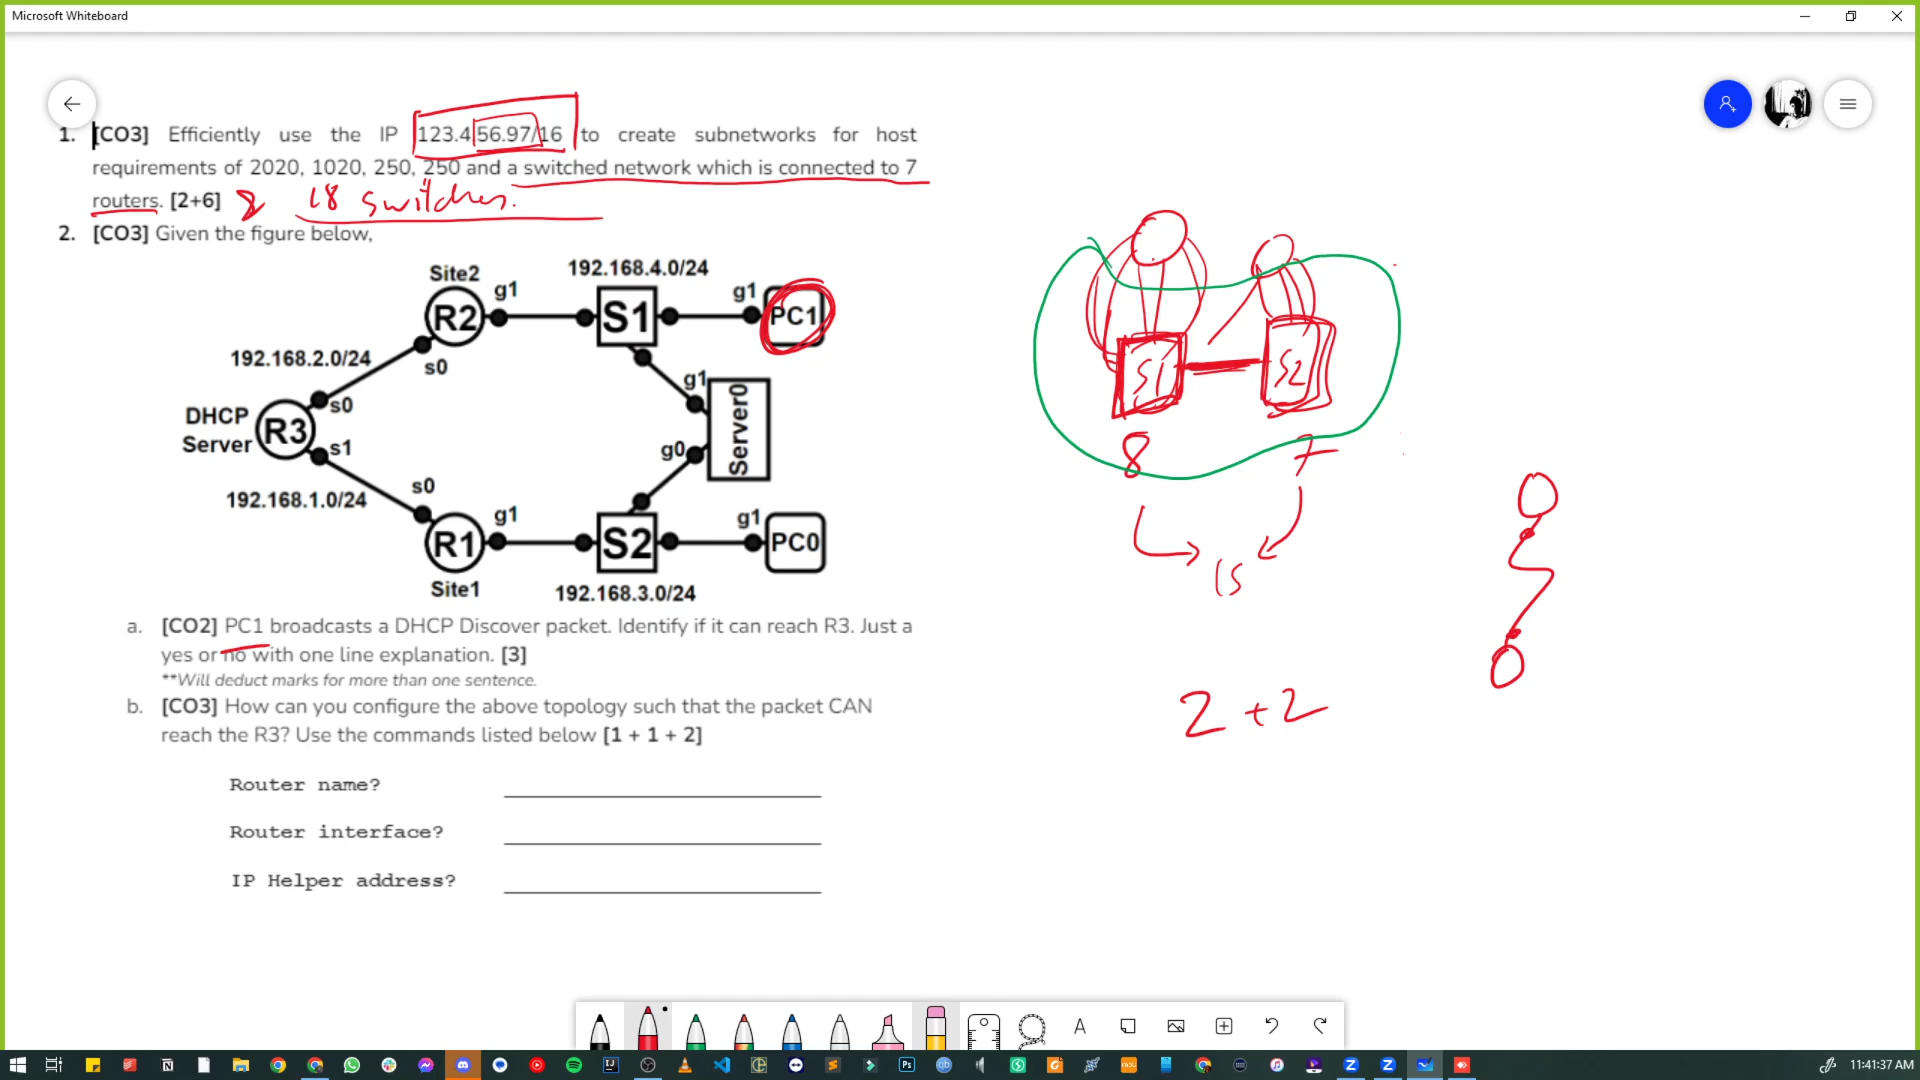 Microsoft Whiteboard
1. [CO3] Efficiently use the IP 123.456.97/16 to create subnetworks for host
requirements of 2020, 1020, 250, 250 and a switched network which is connected to 7
routers. [2+6] & 18 switches.
2. [CO3] Given the figure below,
Site2
g1
192.168.4.0/24
g1
R2
S1
PC1
192.168.2.0/24
s0
g1
DHCP
Server
R3
s0
s1
Server0
g0
192.168.1.0/24
s0
g1
g1
R1
S2
PC0
Site1
192.168.3.0/24
S1
S2
8
7
15
2 + 2
a. [CO2] PC1 broadcasts a DHCP Discover packet. Identify if it can reach R3. Just a
yes or no with one line explanation. [3]
**Will deduct marks for more than one sentence.
b. [CO3] How can you configure the above topology such that the packet CAN
reach the R3? Use the commands listed below [1 + 1 + 2]
Router name?
Router interface?
IP Helper address?
11:41:37 AM